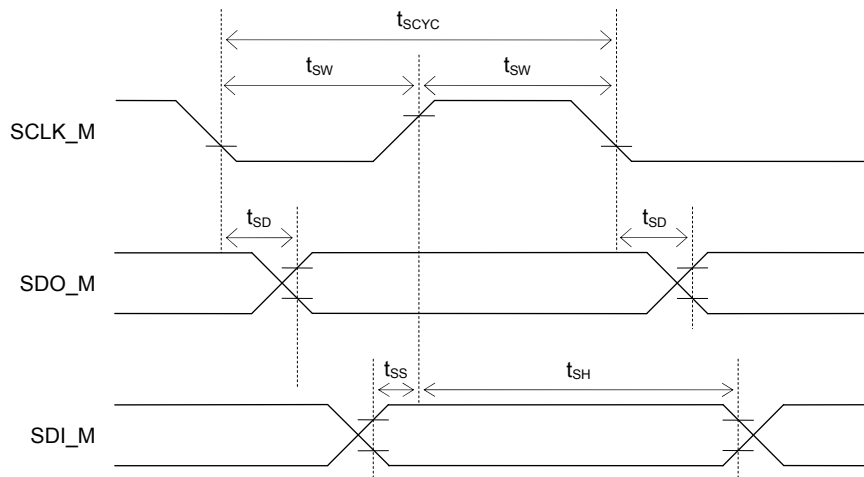 tSCYC
tSW tSW
SCLK_M
tSD tSD
SDO_M
tSS tSH
SDI_M